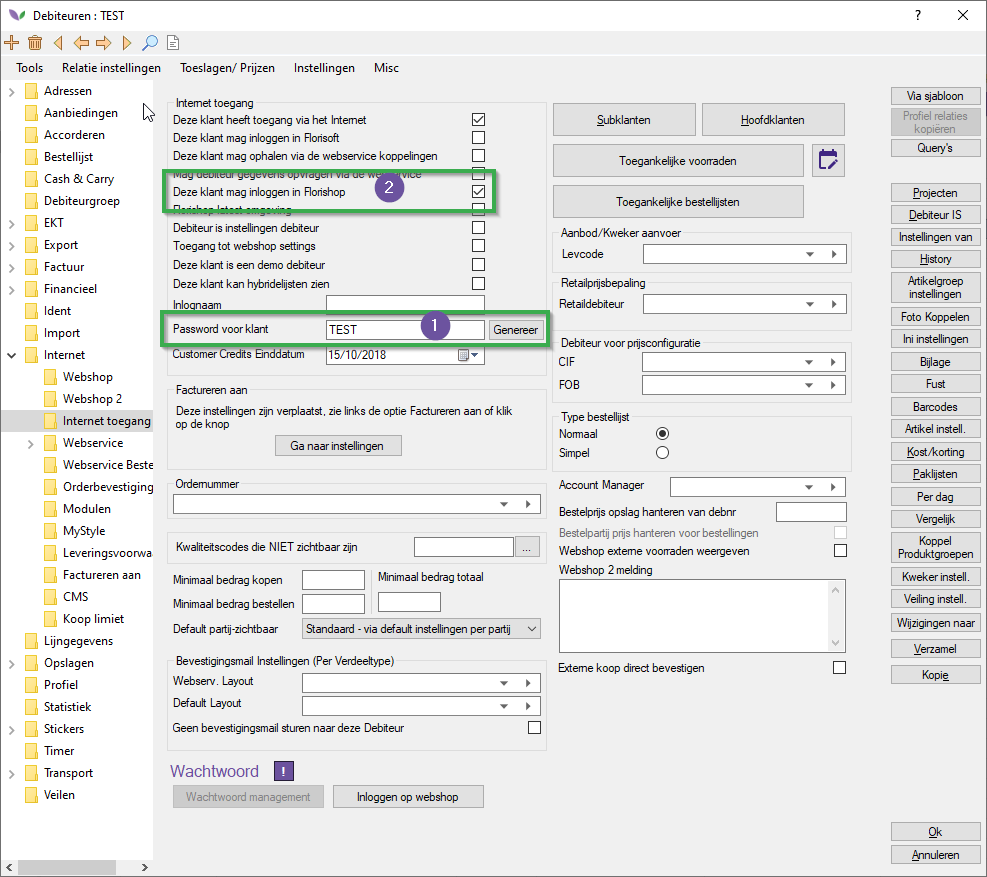 Debiteuren : TEST
?
Tools Relatie instellingen Toeslagen/ Prijzen Instellingen Misc
Adressen
Aanbiedingen
Accorderen
Bestellijst
Cash & Carry
Debiteurgroep
EKT
Export
Factuur
Financieel
Ident
Import
Internet
Webshop
Webshop 2
Internet toegang
Webservice
Webservice Beste
Orderbevestiging
Modulen
MyStyle
Leveringsvoorwaa
Factureren aan
CMS
Koop limiet
Lijngegevens
Opslagen
Profiel
Statistiek
Stickers
Timer
Transport
Veilen
Internet toegang
Deze klant heeft toegang via het Internet
Deze klant mag inloggen in Florisoft
Deze klant mag ophalen via de webservice koppelingen
Mag debiteur gegevens opvragen via de webservice
Deze klant mag inloggen in Florishop
2
Florishop latest omgeving
Debiteur is instellingen debiteur
Toegang tot webshop settings
Deze klant is een demo debiteur
Deze klant kan hybridelijsten zien
Inlognaam
Password voor klant TEST 1 Genereer
Customer Credits Einddatum 15/10/2018
Factureren aan
Deze instellingen zijn verplaatst, zie links de optie Factureren aan of klik
op de knop
Ga naar instellingen
Ordernummer
Kwaliteitscodes die NIET zichtbaar zijn ...
Minimaal bedrag kopen
Minimaal bedrag totaal
Minimaal bedrag bestellen
Default partij-zichtbaar Standaard - via default instellingen per partij
Bevestigingsmail Instellingen (Per Verdeeltype)
Webserv. Layout
Default Layout
Geen bevestigingsmail sturen naar deze Debiteur
Wachtwoord !
Wachtwoord management Inloggen op webshop
Subklanten Hoofdklanten
Toegankelijke voorraden
Toegankelijke bestellijsten
Aanbod/Kweker aanvoer
Levcode
Retailprijsbepaling
Retaildebiteur
Debiteur voor prijsconfiguratie
CIF
FOB
Type bestellijst
Normaal
Simpel
Account Manager
Bestelprijs opslag hanteren van debnr
Bestelpartij prijs hanteren voor bestellingen
Webshop externe voorraden weergeven
Webshop 2 melding
Externe koop direct bevestigen
Via sjabloon
Profiel relaties
kopiëren
Query's
Projecten
Debiteur IS
Instellingen van
History
Artikelgroep
instellingen
Foto Koppelen
Ini instellingen
Bijlage
Fust
Barcodes
Artikel instell.
Kost/korting
Paklijsten
Per dag
Vergelijk
Koppel
Produktgroepen
Kweker instell.
Veiling instell.
Wijzigingen naar
Verzamel
Kopie
Ok
Annuleren